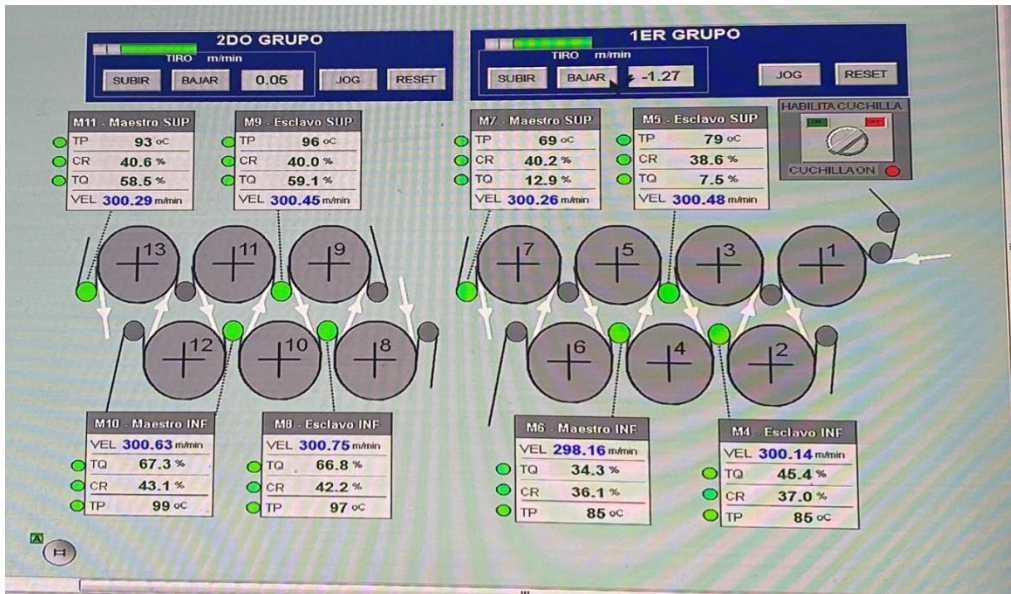 2DO GRUPO
TIRO m/min
SUBIR BAJAR 0.05 JOG RESET
1ER GRUPO
TIRO m/min
SUBIR BAJAR -1.27 JOG RESET
HABILITA CUCHILLA
ON OFF
CUCHILLA ON
M11 - Maestro SUP
TP 93 oC
CR 40.6 %
TQ 58.5 %
VEL 300.29 m/min
M9 - Esclavo SUP
TP 96 oC
CR 40.0 %
TQ 59.1 %
VEL 300.45 m/min
M7 - Maestro SUP
TP 69 oC
CR 40.2 %
TQ 12.9 %
VEL 300.26 m/min
M5 - Esclavo SUP
TP 79 oC
CR 38.6 %
TQ 7.5 %
VEL 300.48 m/min
13 11 9 7 5 3 1
12 10 8 6 4 2
M10 - Maestro INF
VEL 300.63 m/min
TQ 67.3 %
CR 43.1 %
TP 99 oC
M8 - Esclavo INF
VEL 300.75 m/min
TQ 66.8 %
CR 42.2 %
TP 97 oC
M6 - Maestro INF
VEL 298.16 m/min
TQ 34.3 %
CR 36.1 %
TP 85 oC
M4 - Esclavo INF
VEL 300.14 m/min
TQ 45.4 %
CR 37.0 %
TP 85 oC
A